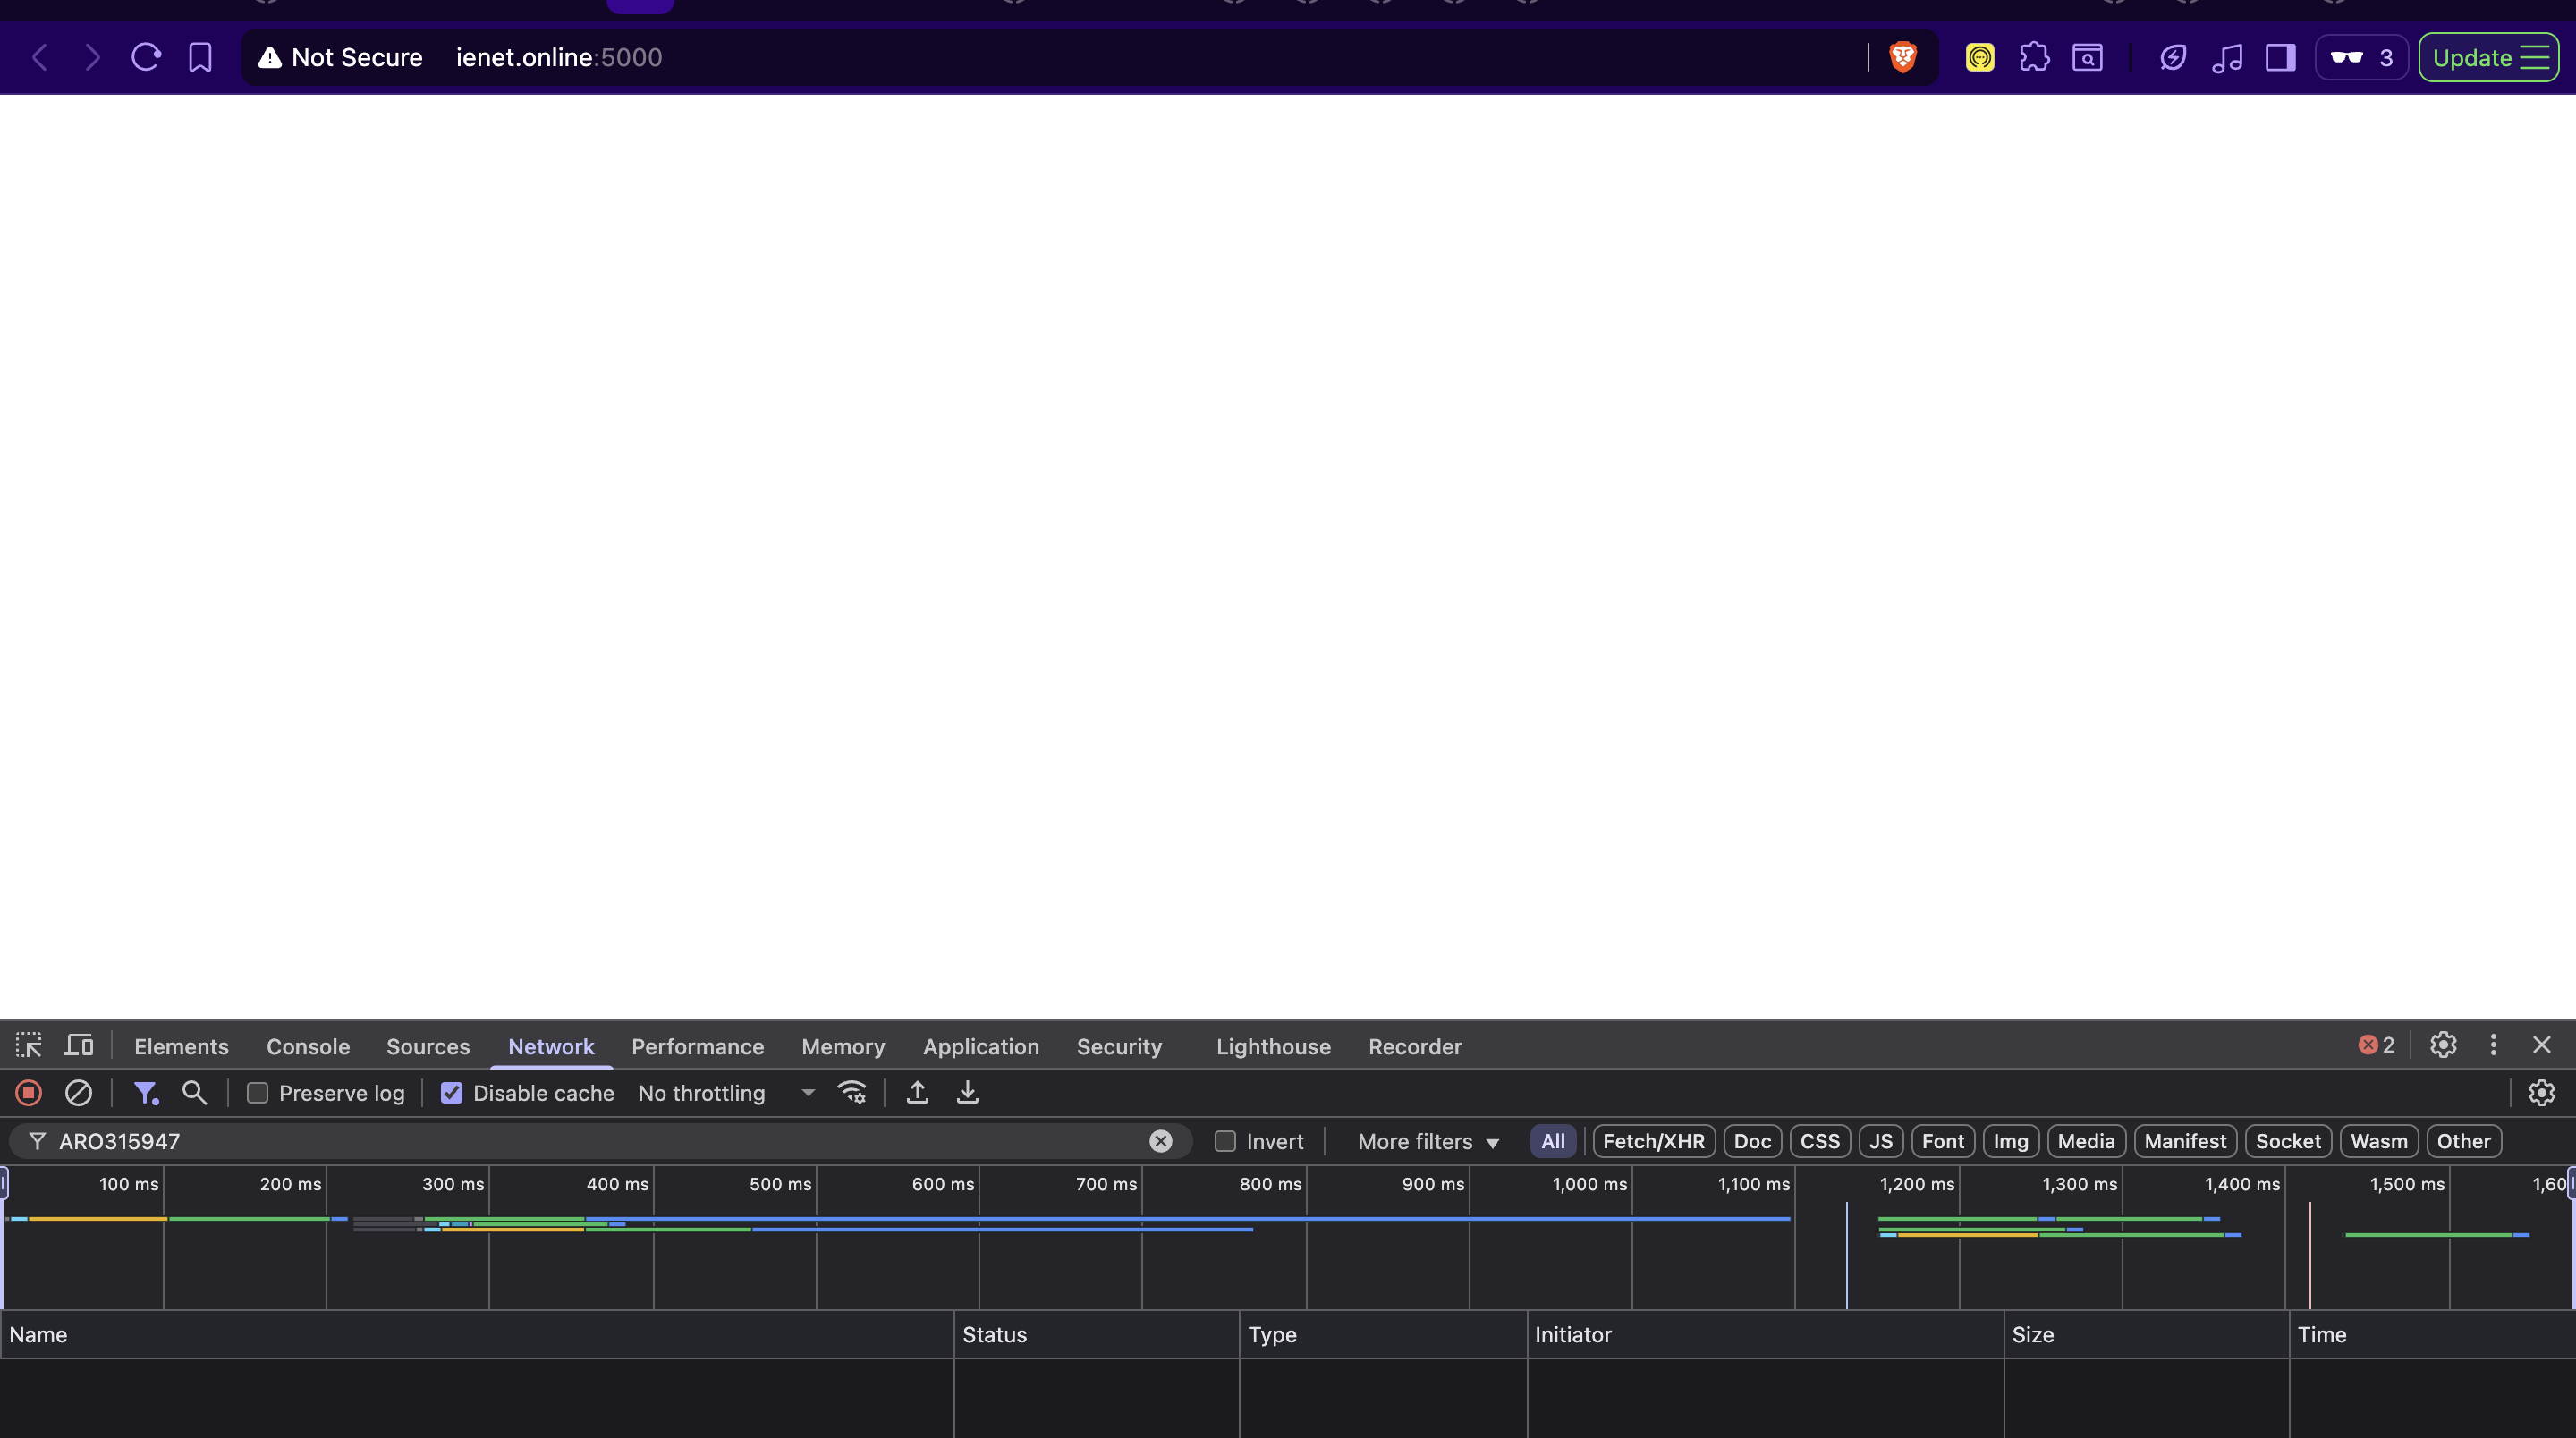 Not Secure ienet.online:5000 3 Update
Elements Console Sources Network Performance Memory Application Security Lighthouse Recorder 2
Preserve log Disable cache No throttling
ARO315947 Invert More filters All Fetch/XHR Doc CSS JS Font Img Media Manifest Socket Wasm Other
100 ms 200 ms 300 ms 400 ms 500 ms 600 ms 700 ms 800 ms 900 ms 1,000 ms 1,100 ms 1,200 ms 1,300 ms 1,400 ms 1,500 ms 1,60
Name Status Type Initiator Size Time